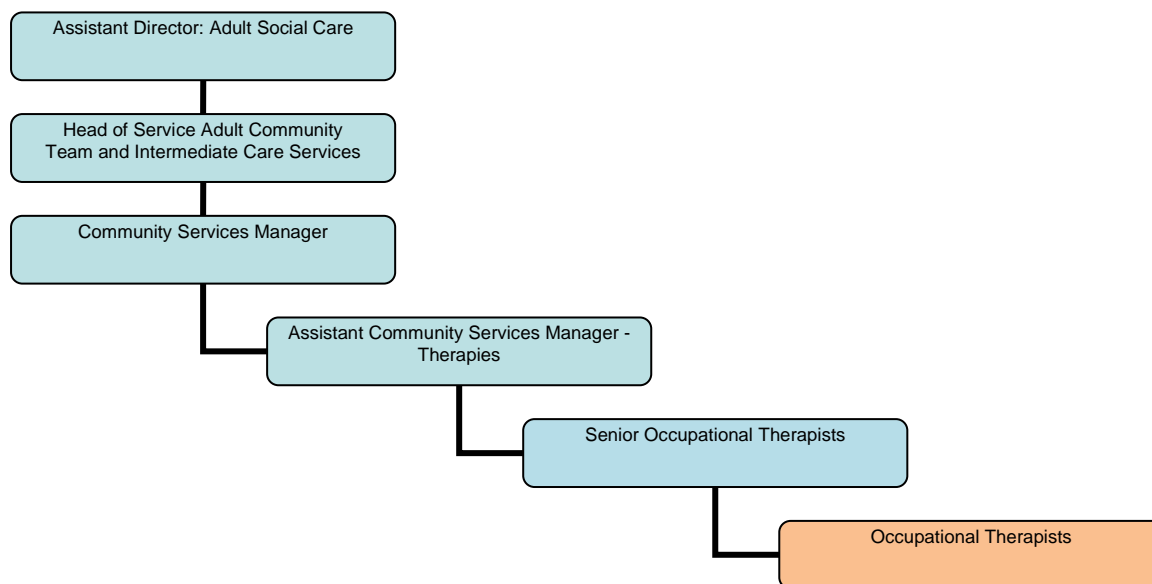 Assistant Director: Adult Social Care
Head of Service Adult Community
Team and Intermediate Care Services
Community Services Manager
Assistant Community Services Manager -
Therapies
Senior Occupational Therapists
Occupational Therapists